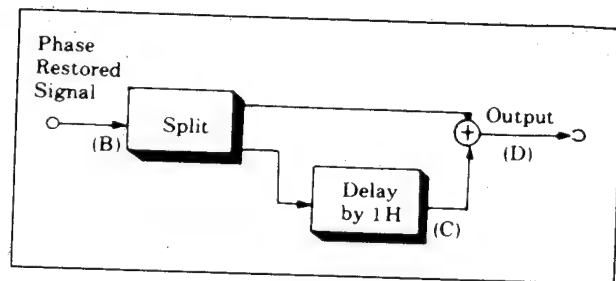 Phase
Restored
Signal
(B)
Split
Output
(D)
Delay
by 1H
(C)